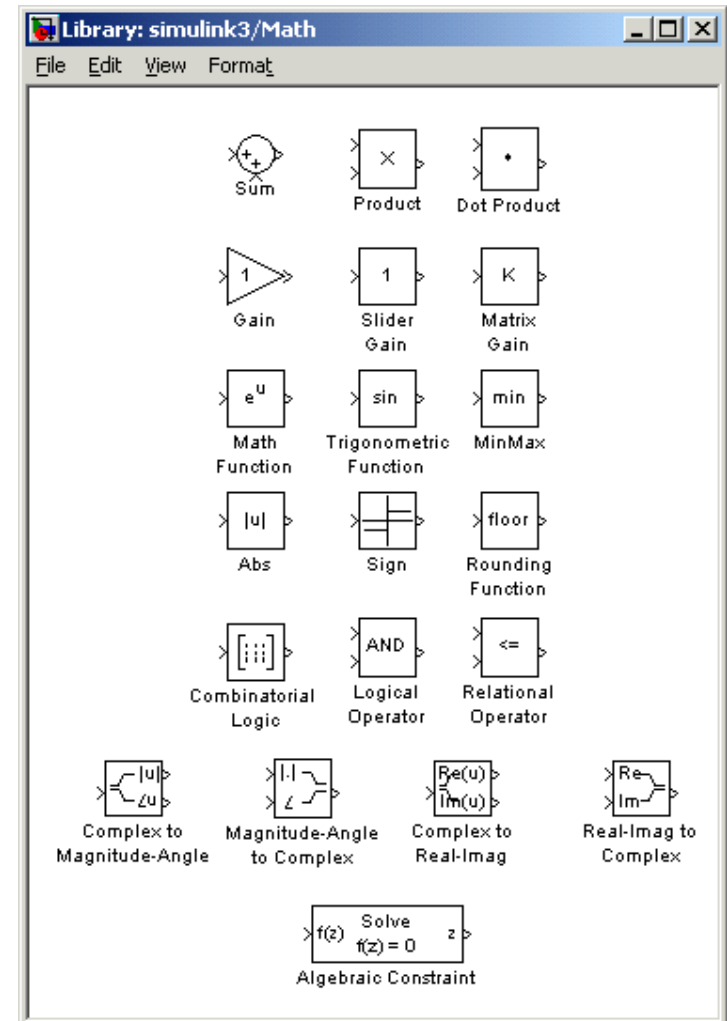 Library: simulink3/Math
File Edit View Format
+ +
Sum
×
Product
Dot Product
1
Gain
1
Slider
Gain
K
Matrix
Gain
e^u
Math
Function
sin
Trigonometric
Function
min
MinMax
|u|
Abs
Sign
floor
Rounding
Function
Combinatorial
Logic
AND
Logical
Operator
<=
Relational
Operator
|u|
∠u
Complex to
Magnitude-Angle
|.|
∠
Magnitude-Angle
to Complex
Re(u)
Im(u)
Complex to
Real-Imag
Re
Im
Real-Imag to
Complex
f(z) Solve z
f(z) = 0
Algebraic Constraint